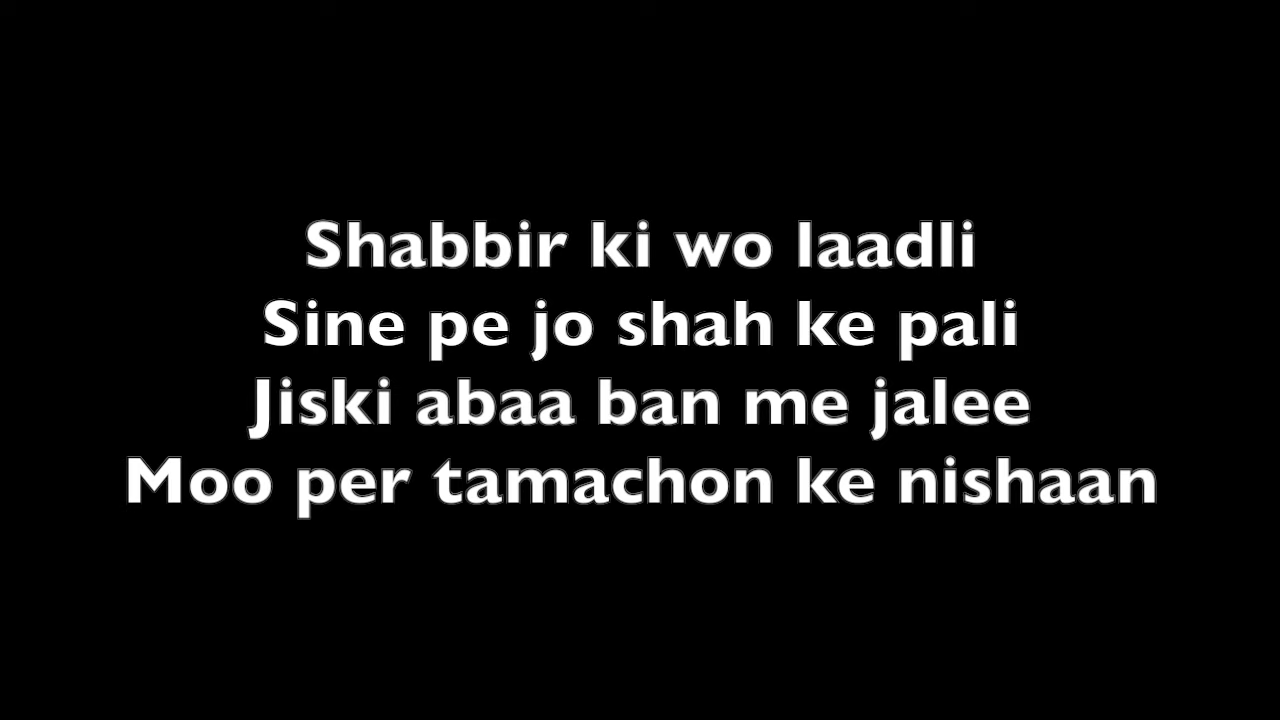 Shabbir ki wo laadli
Sine pe jo shah ke pali
Jiski abaa ban me jalee
Moo per tamachon ke nishaan